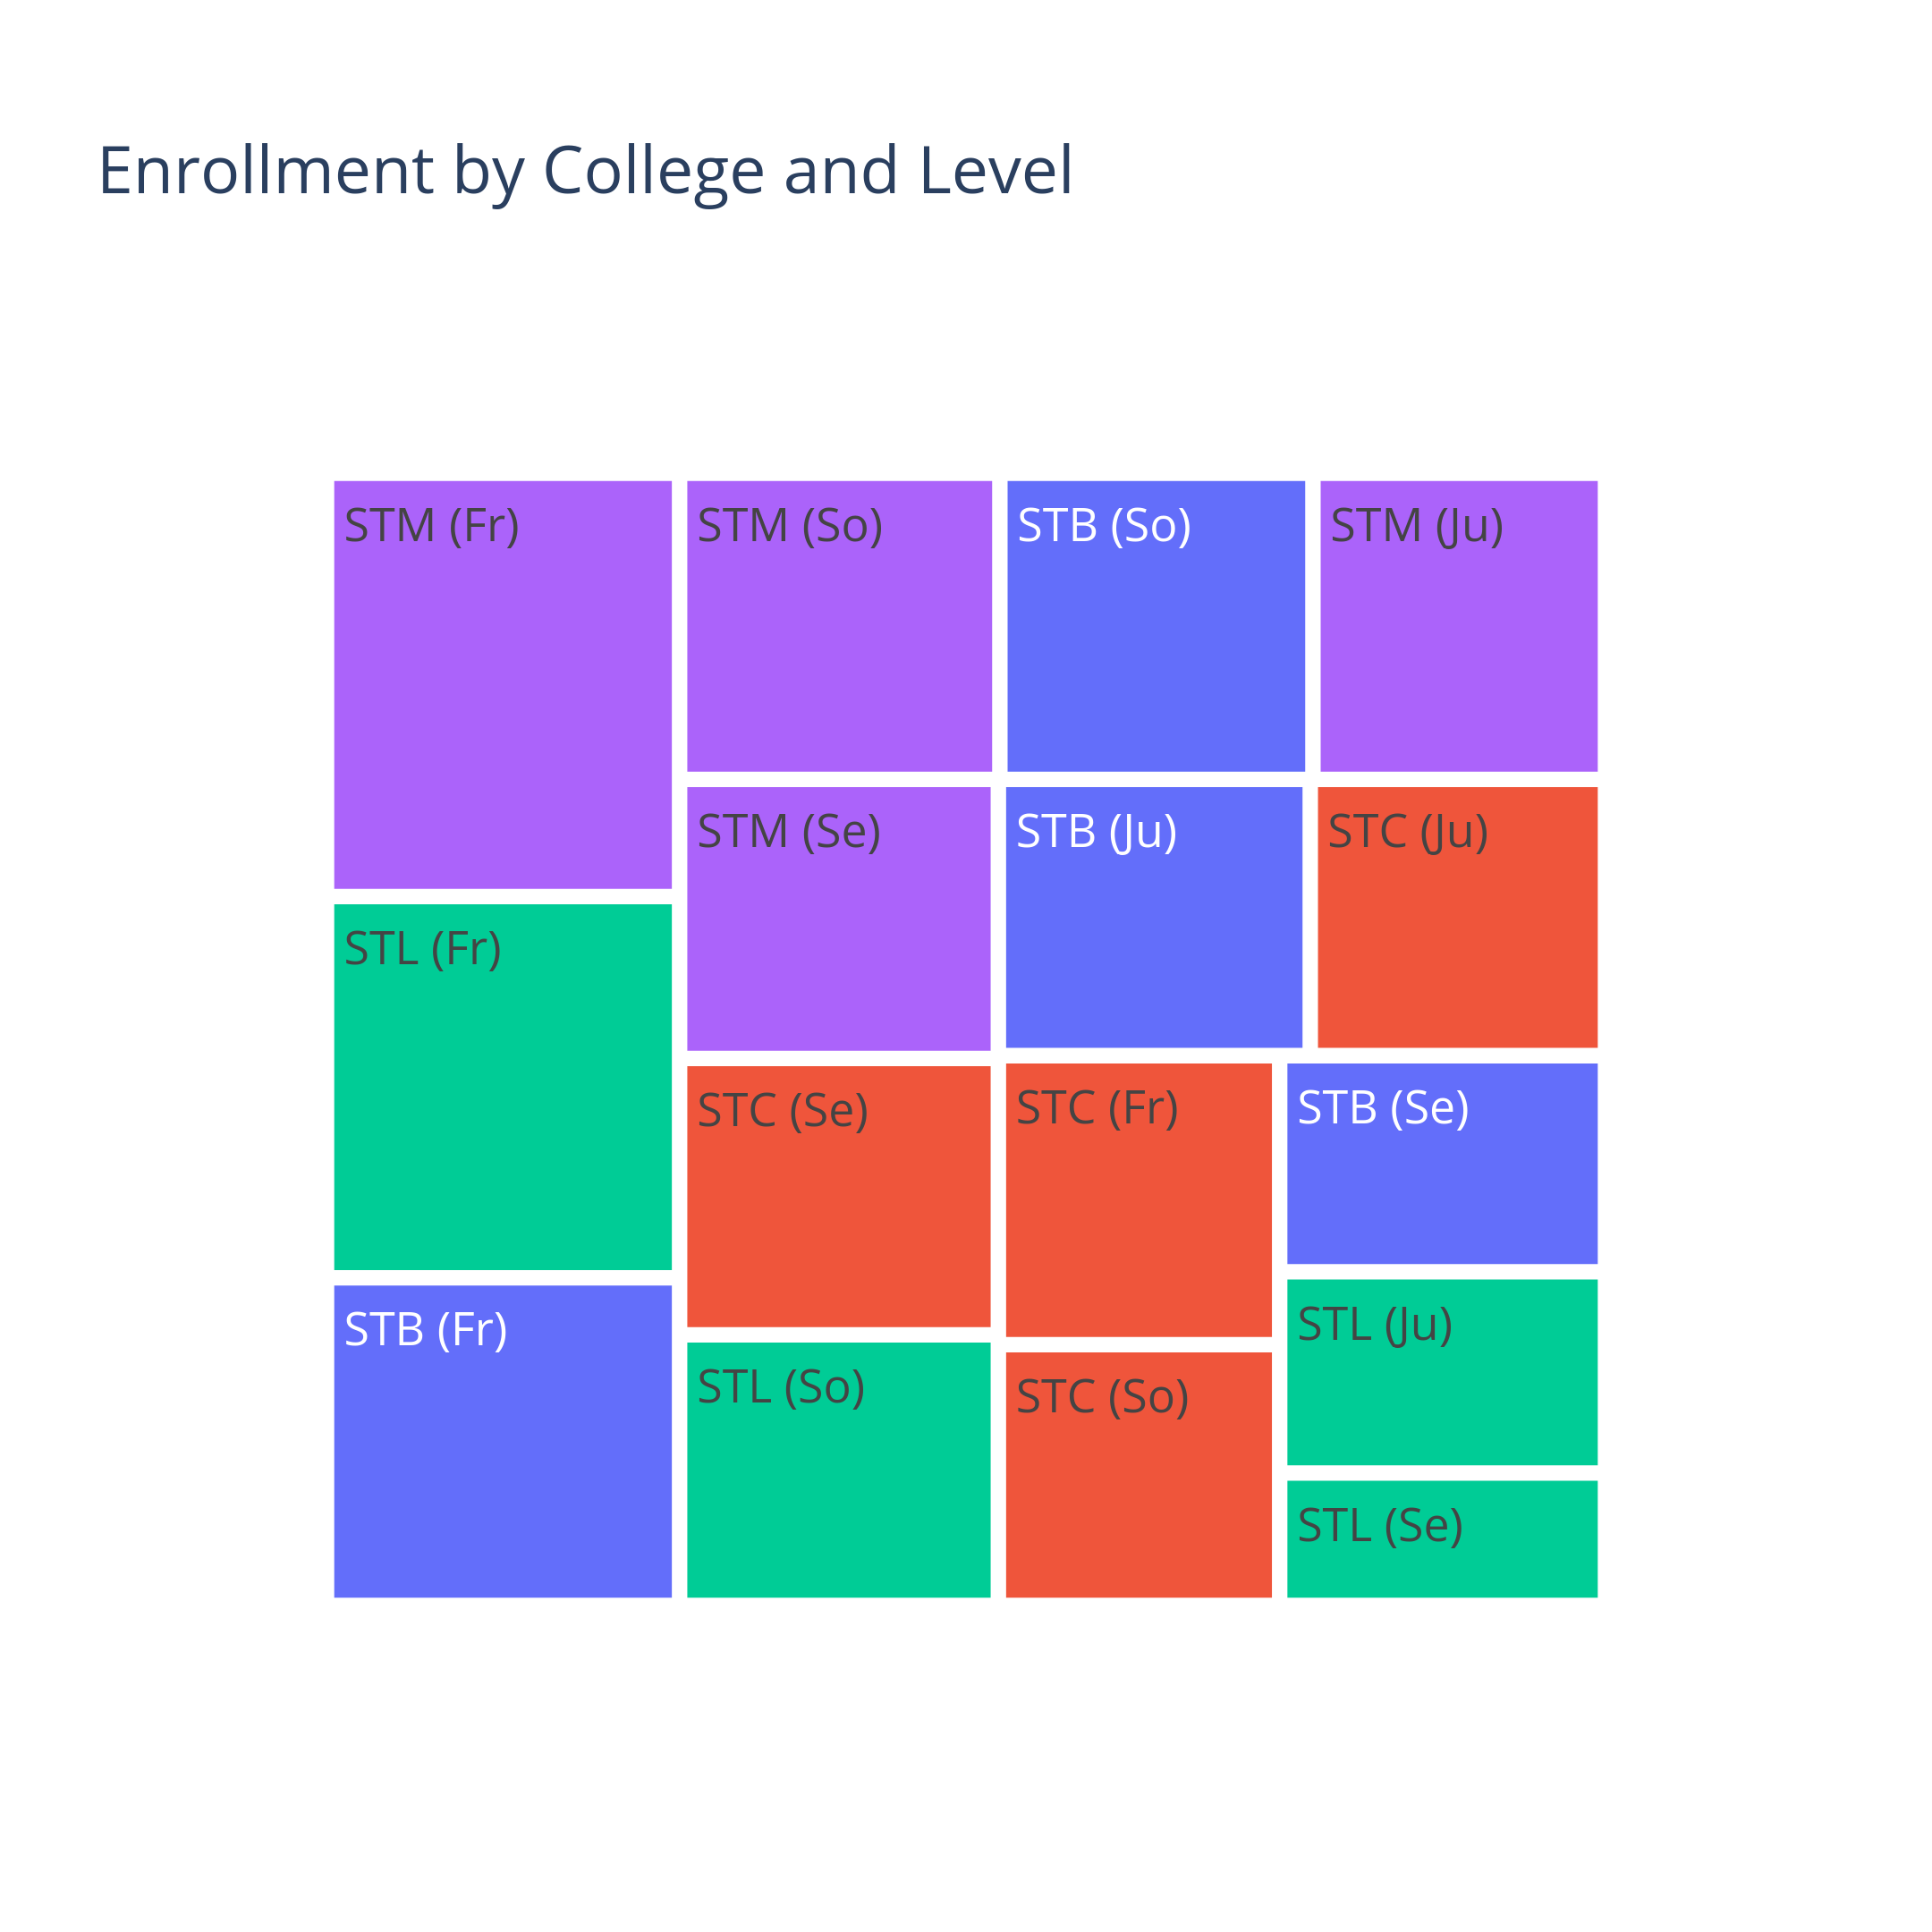 Enrollment by College and Level
STM (Fr)
STM (So)
STB (So)
STM (Ju)
STM (Se)
STB (Ju)
STC (Ju)
STL (Fr)
STC (Se)
STC (Fr)
STB (Se)
STB (Fr)
STL (So)
STC (So)
STL (Ju)
STL (Se)